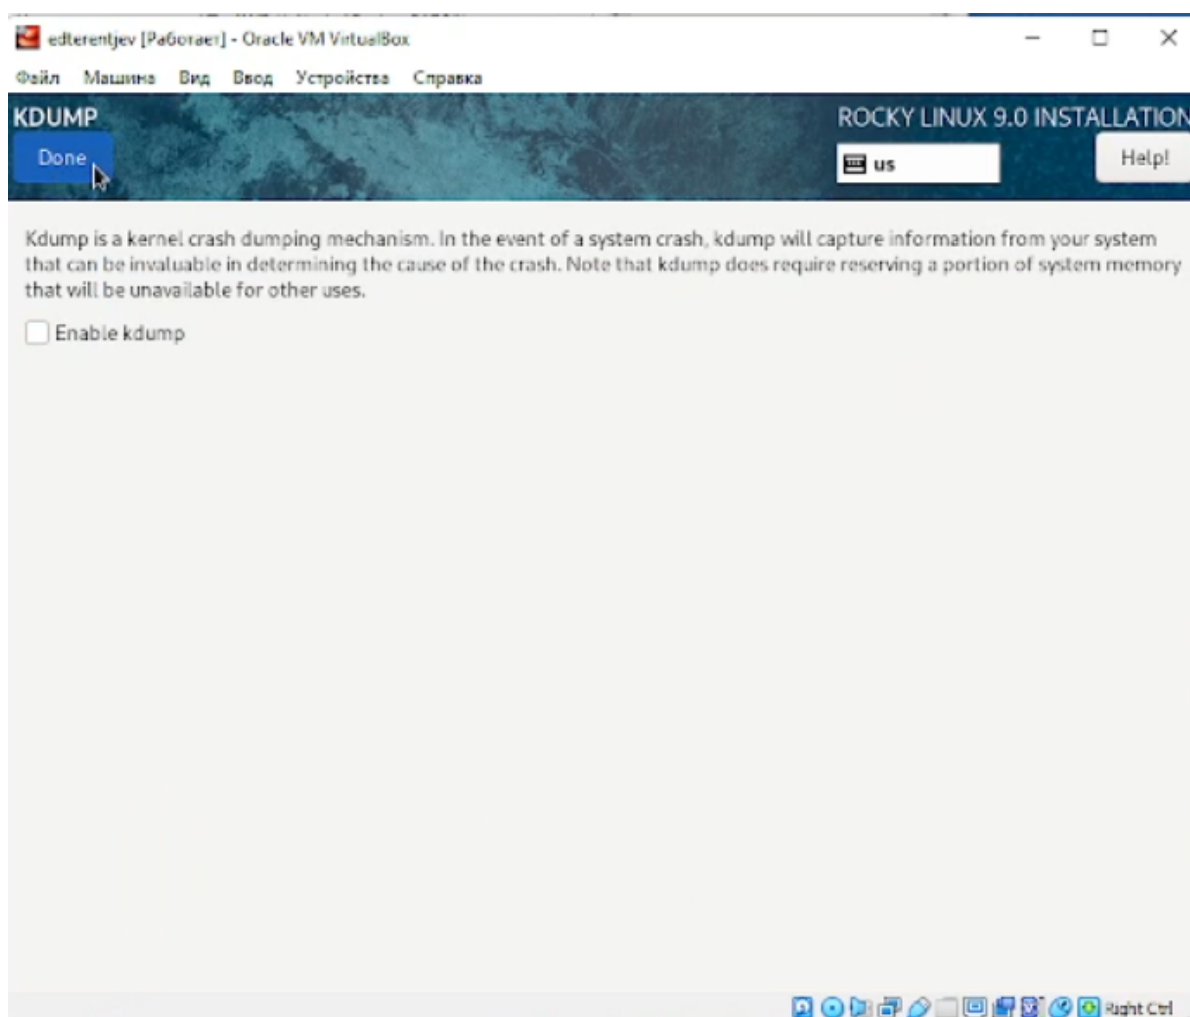 edterentjev [Работает] - Oracle VM VirtualBox
Файл Машина Вид Ввод Устройства Справка
KDUMP
ROCKY LINUX 9.0 INSTALLATION
Done
us
Help!
Kdump is a kernel crash dumping mechanism. In the event of a system crash, kdump will capture information from your system
that can be invaluable in determining the cause of the crash. Note that kdump does require reserving a portion of system memory
that will be unavailable for other uses.
Enable kdump
Right Ctrl